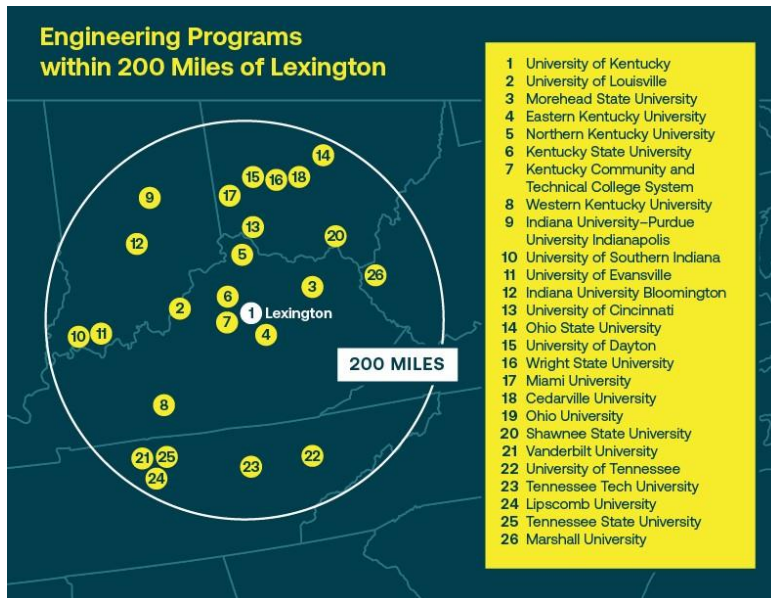 Engineering Programs
within 200 Miles of Lexington
14
15
16
18
17
9
13
20
12
5
26
3
6
2
1 Lexington
7
4
10
11
200 MILES
8
21
25
22
23
24
1 University of Kentucky
2 University of Louisville
3 Morehead State University
4 Eastern Kentucky University
5 Northern Kentucky University
6 Kentucky State University
7 Kentucky Community and
Technical College System
8 Western Kentucky University
9 Indiana University–Purdue
University Indianapolis
10 University of Southern Indiana
11 University of Evansville
12 Indiana University Bloomington
13 University of Cincinnati
14 Ohio State University
15 University of Dayton
16 Wright State University
17 Miami University
18 Cedarville University
19 Ohio University
20 Shawnee State University
21 Vanderbilt University
22 University of Tennessee
23 Tennessee Tech University
24 Lipscomb University
25 Tennessee State University
26 Marshall University